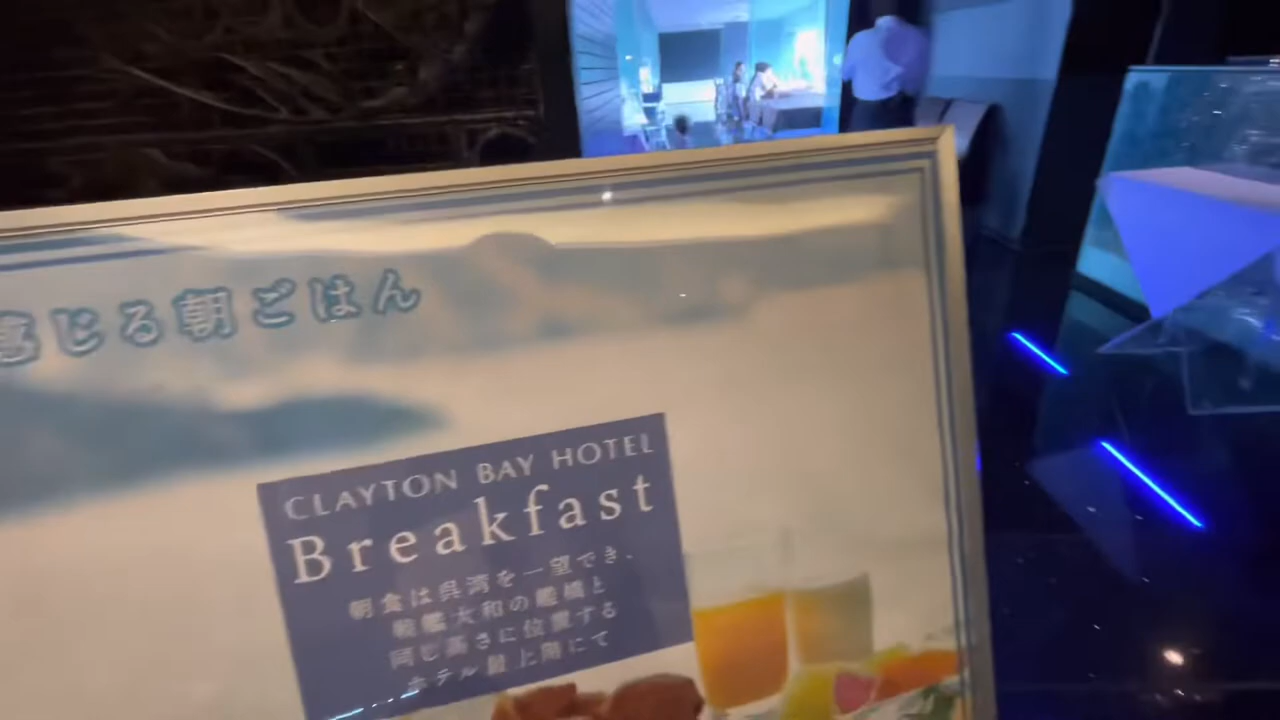 感じる朝ごはん
CLAYTON BAY HOTEL
Breakfast
朝食は呉湾を一望でき、
戦艦大和の艦橋と
同じ高さに位置する
ホテル最上階にて